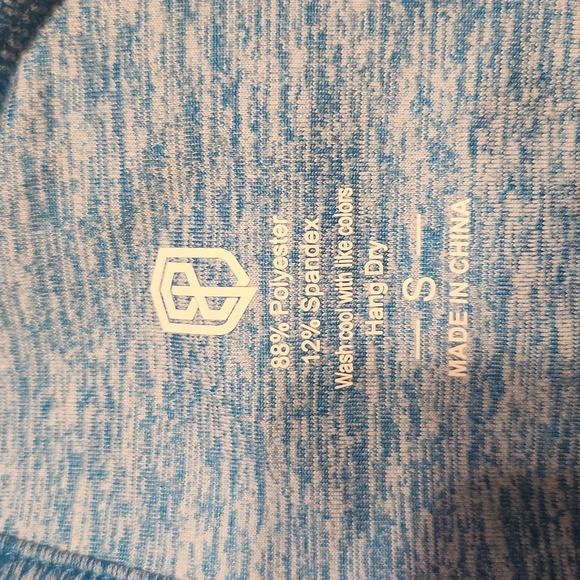 88% Polyester
12% Spandex
Wash cool with like colors
Hang Dry
S
MADE IN CHINA